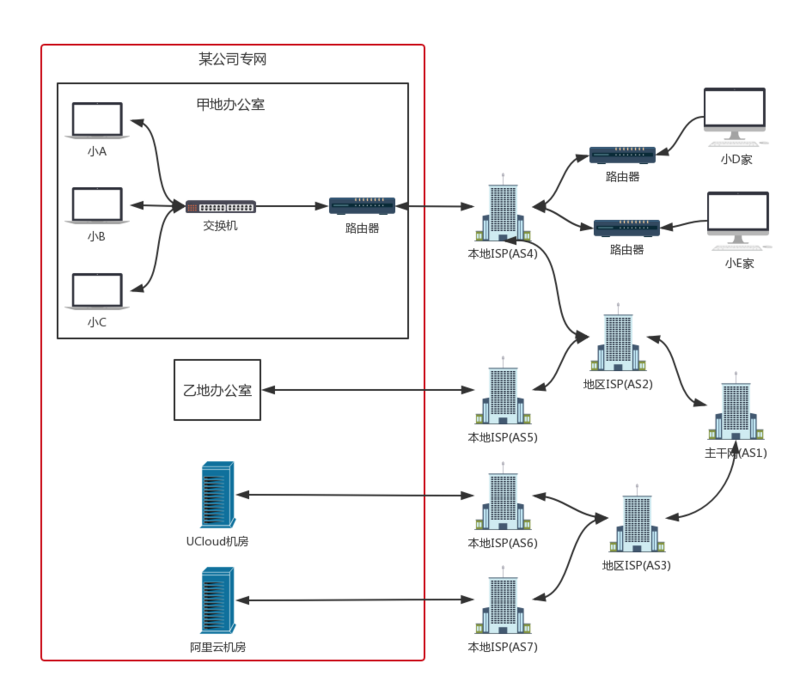 某公司专网
甲地办公室
小A
小B
小C
交换机
路由器
本地ISP(AS4)
路由器
小D家
路由器
小E家
地区ISP(AS2)
乙地办公室
本地ISP(AS5)
主干网(AS1)
UCloud机房
本地ISP(AS6)
地区ISP(AS3)
阿里云机房
本地ISP(AS7)